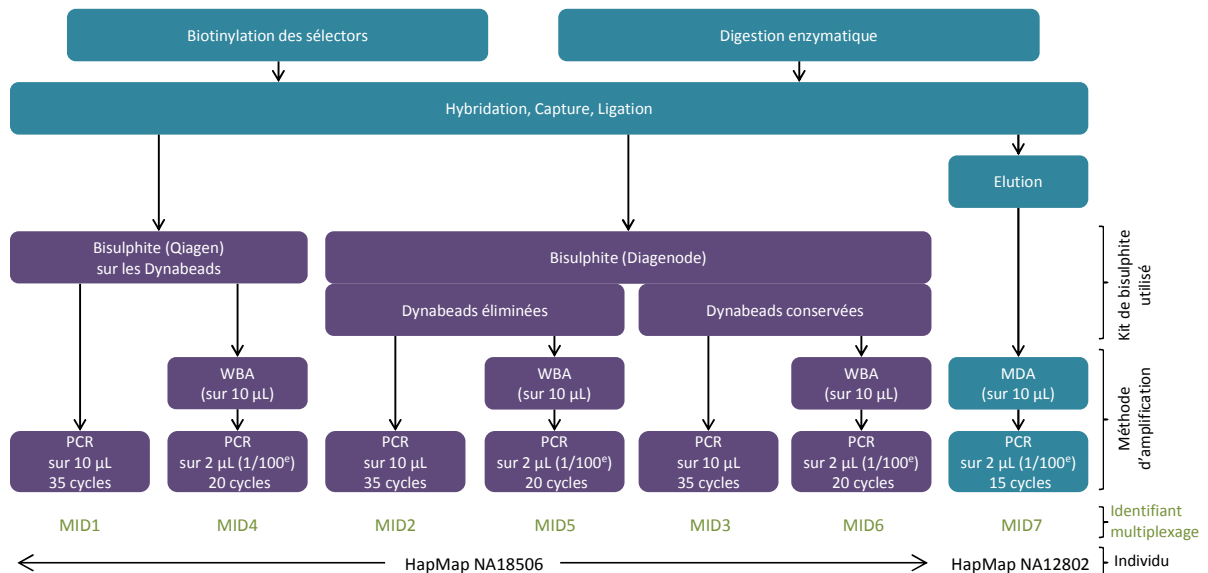 Biotinylation des sélectors
Digestion enzymatique
Hybridation, Capture, Ligation
Elution
Bisulphite (Qiagen)
sur les Dynabeads
Bisulphite (Diagenode)
Dynabeads éliminées
Dynabeads conservées
Kit de bisulphite
utilisé
WBA
(sur 10 µL)
WBA
(sur 10 µL)
WBA
(sur 10 µL)
MDA
(sur 10 µL)
Méthode
d'amplification
PCR
sur 10 µL
35 cycles
PCR
sur 2 µL (1/100e)
20 cycles
PCR
sur 10 µL
35 cycles
PCR
sur 2 µL (1/100e)
20 cycles
PCR
sur 10 µL
35 cycles
PCR
sur 2 µL (1/100e)
20 cycles
PCR
sur 2 µL (1/100e)
15 cycles
MID1
MID4
MID2
MID5
MID3
MID6
MID7
Identifiant
multiplexage
HapMap NA18506
HapMap NA12802
Individu